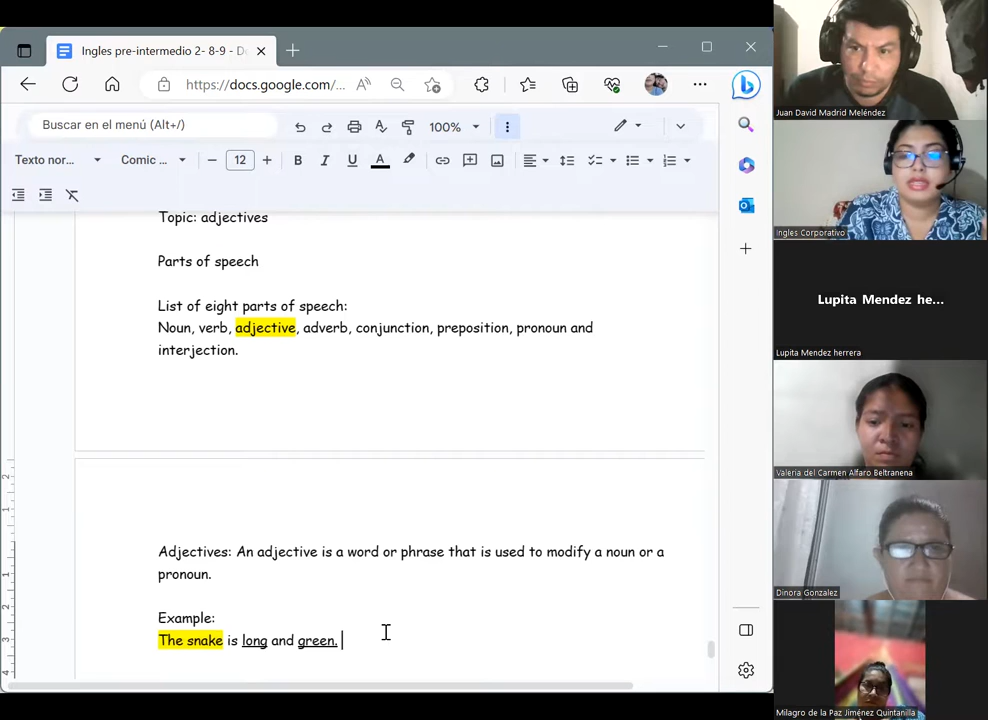 Ingles pre-intermedio 2- 8-9 - D
https://docs.google.com/...
Buscar en el menú (Alt+/)
100%
Texto nor...
Comic ...
12
Topic: adjectives
Parts of speech
List of eight parts of speech:
Noun, verb, adjective, adverb, conjunction, preposition, pronoun and
interjection.
Adjectives: An adjective is a word or phrase that is used to modify a noun or a
pronoun.
Example:
The snake is long and green.
Juan David Madrid Meléndez
Ingles Corporativo
Lupita Mendez he...
Lupita Mendez herrera
Valeria del Carmen Alfaro Beltranena
Dinora Gonzalez
Milagro de la Paz Jiménez Quintanilla